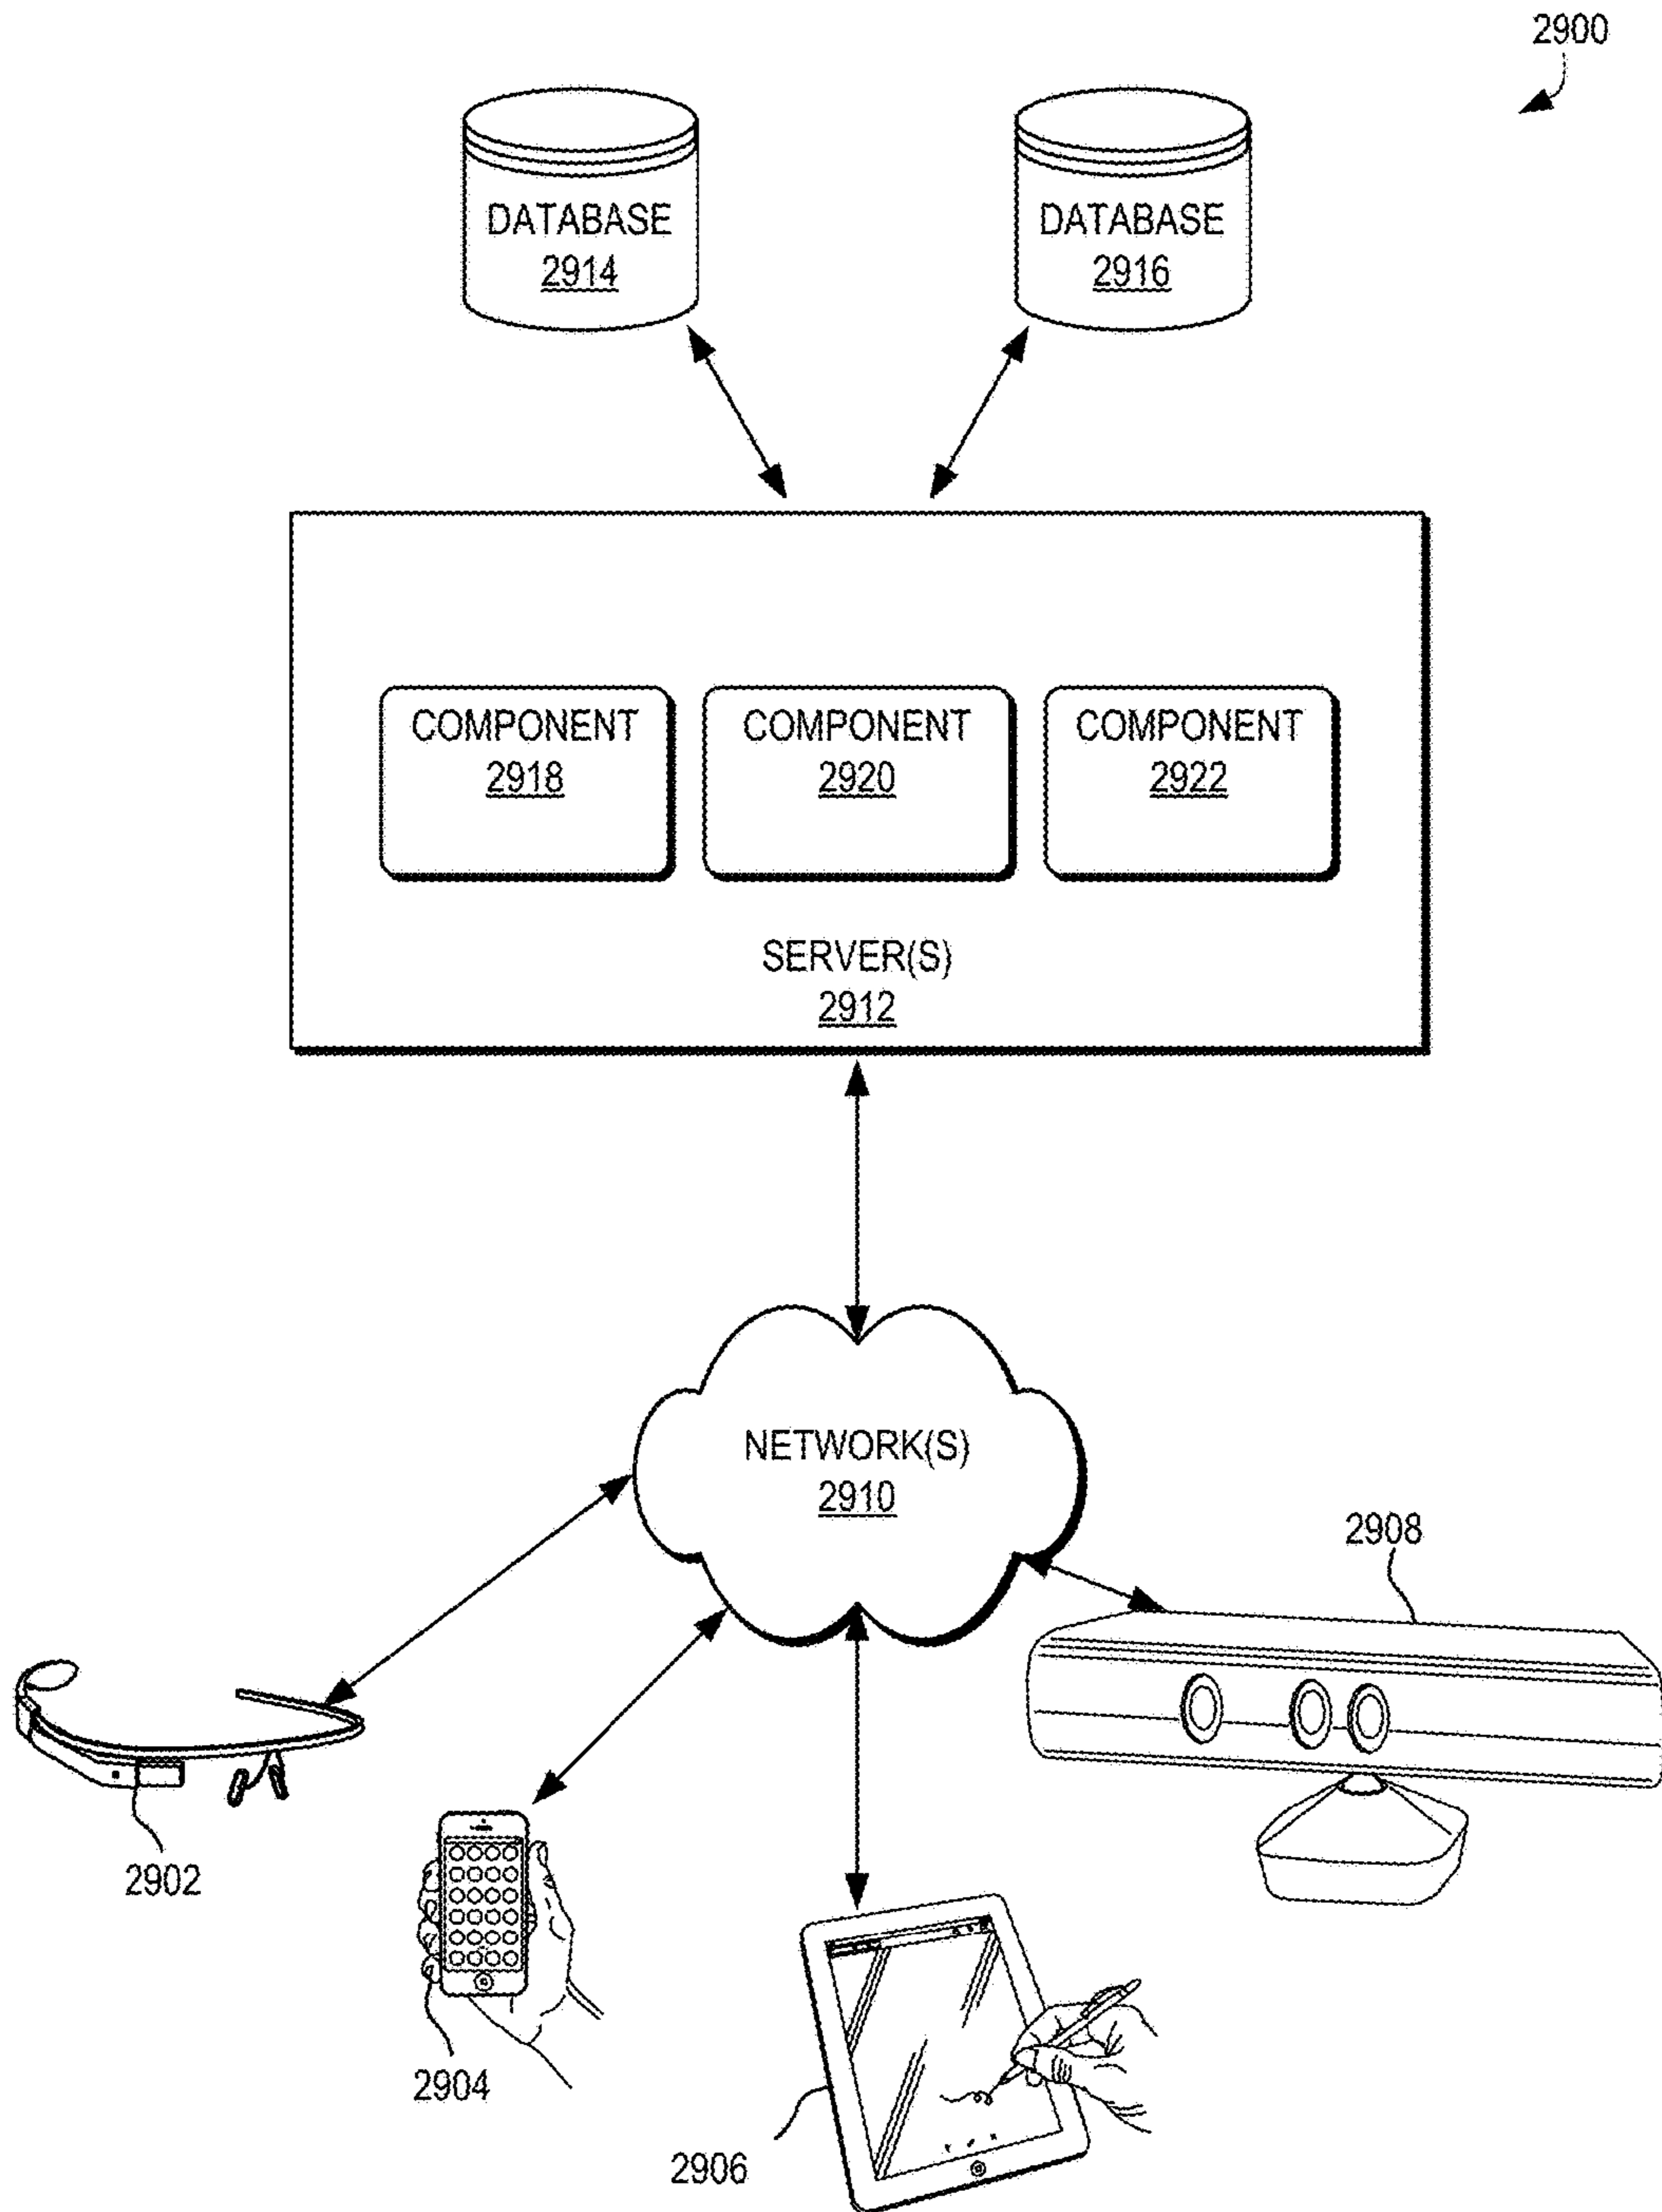 2900
DATABASE
2914
DATABASE
2916
COMPONENT
2918
COMPONENT
2920
COMPONENT
2922
SERVER(S)
2912
NETWORK(S)
2910
2908
2902
2904
2906